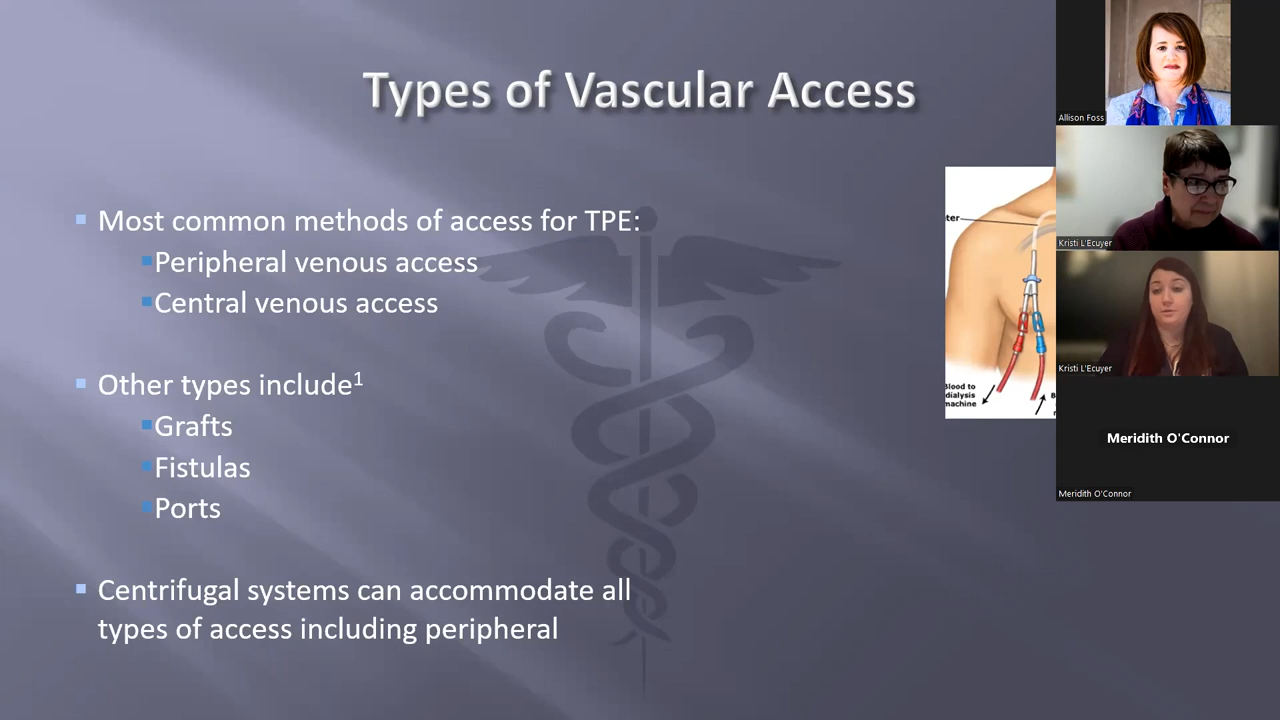 Types of Vascular Access
Most common methods of access for TPE:
Peripheral venous access
Central venous access
Other types include1
Grafts
Fistulas
Ports
Centrifugal systems can accommodate all
types of access including peripheral
Blood to
dialysis
machine
Allison Foss
Kristi L'Ecuyer
Kristi L'Ecuyer
Meridith O'Connor
Meridith O'Connor